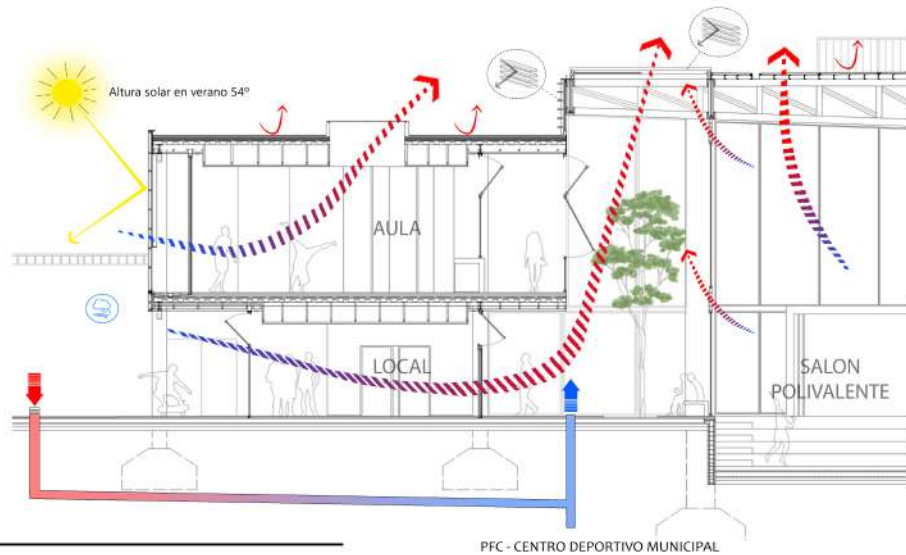 Altura solar en verano 54º
AULA
LOCAL
SALON
POLIVALENTE
PFC - CENTRO DEPORTIVO MUNICIPAL